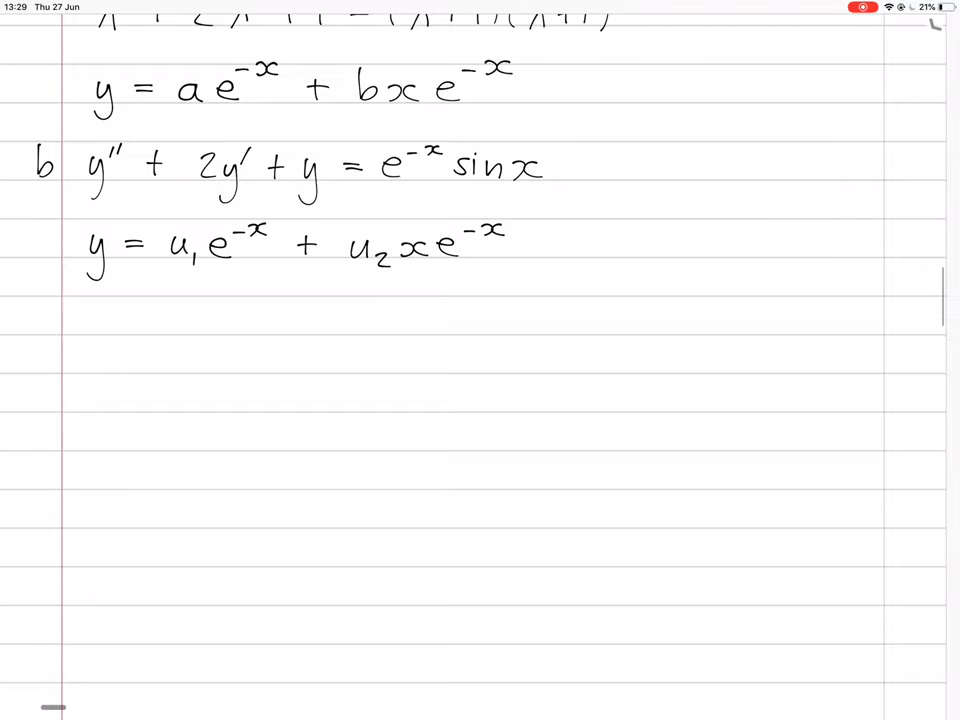 13:29 Thu 27 Jun 21%
y = ae^{-x} + bxe^{-x}
b y'' + 2y' + y = e^{-x} sin x
y = u₁e^{-x} + u₂xe^{-x}